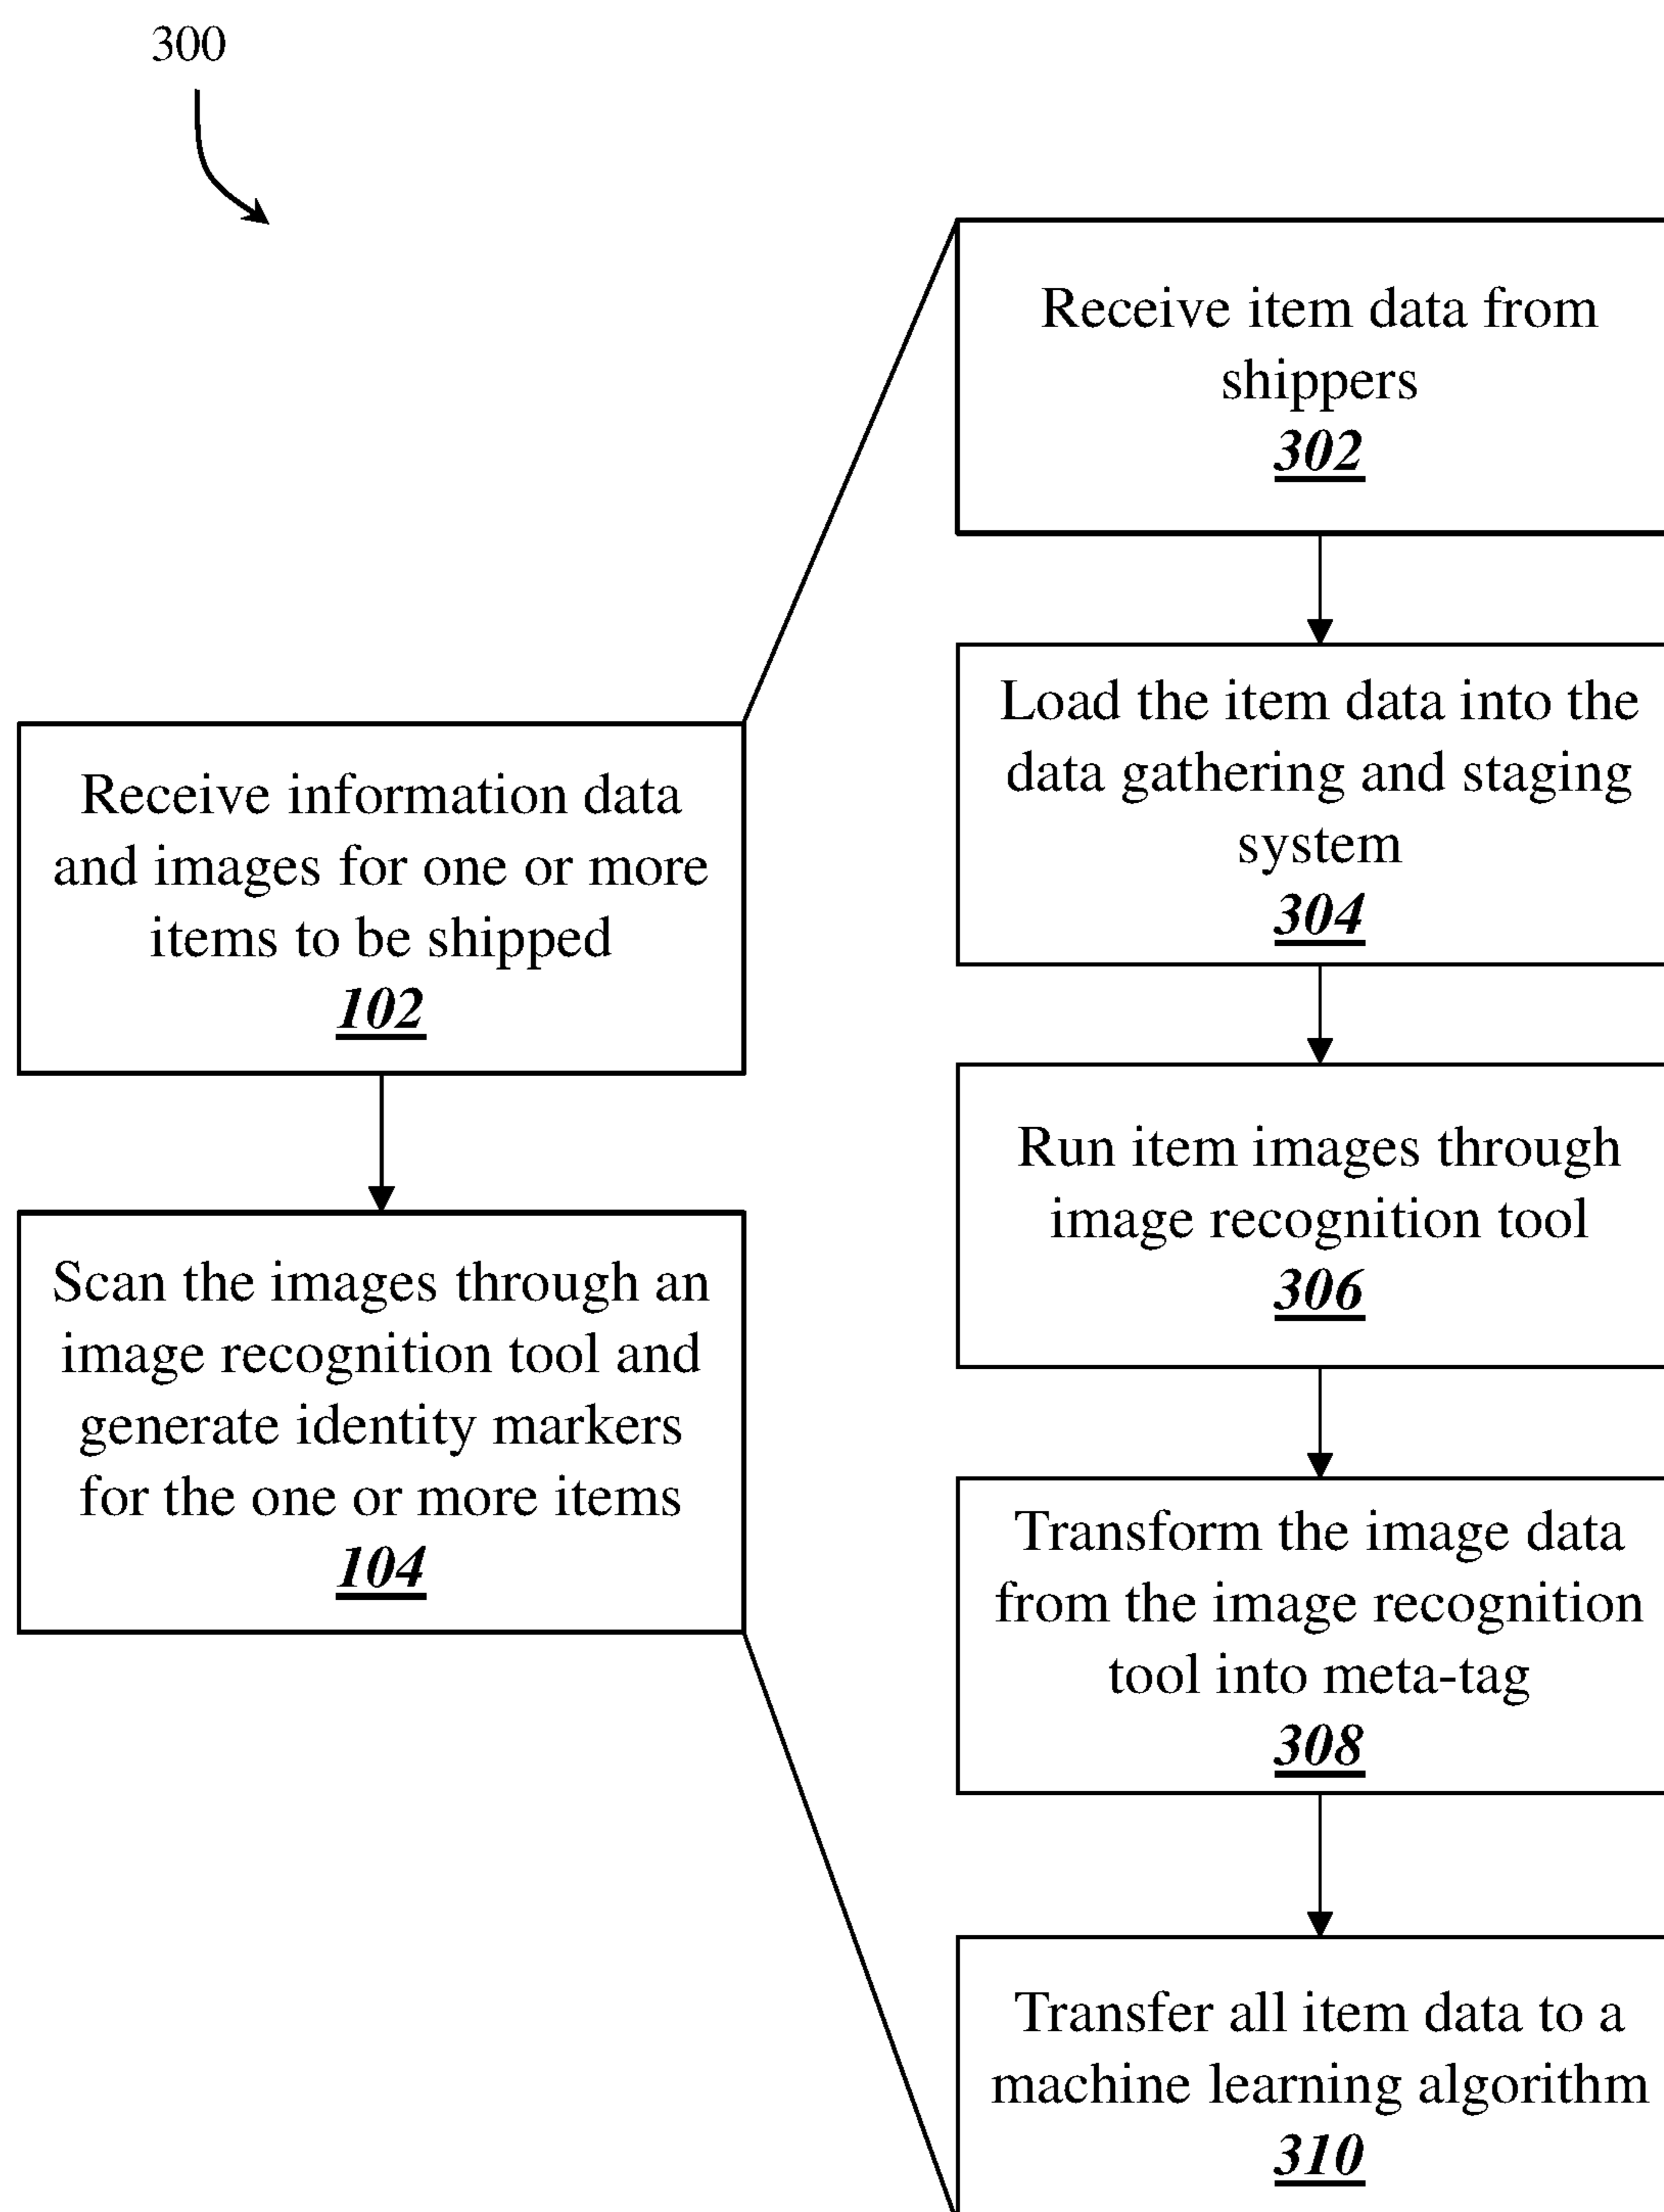 300
Receive information data
and images for one or more
items to be shipped
102
Scan the images through an
image recognition tool and
generate identity markers
for the one or more items
104
Receive item data from
shippers
302
Load the item data into the
data gathering and staging
system
304
Run item images through
image recognition tool
306
Transform the image data
from the image recognition
tool into meta-tag
308
Transfer all item data to a
machine learning algorithm
310